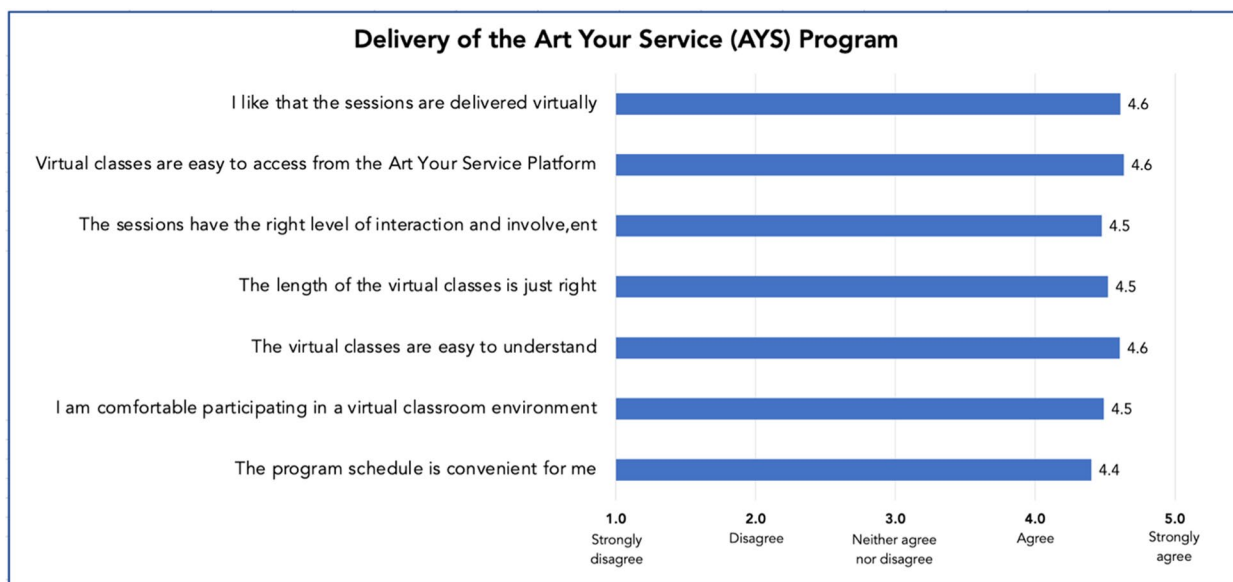 Delivery of the Art Your Service (AYS) Program
I like that the sessions are delivered virtually
4.6
Virtual classes are easy to access from the Art Your Service Platform
4.6
The sessions have the right level of interaction and involve,ent
4.5
The length of the virtual classes is just right
4.5
The virtual classes are easy to understand
4.6
I am comfortable participating in a virtual classroom environment
4.5
The program schedule is convenient for me
4.4
1.0 2.0 3.0 4.0 5.0
Strongly disagree Disagree Neither agree nor disagree Agree Strongly agree